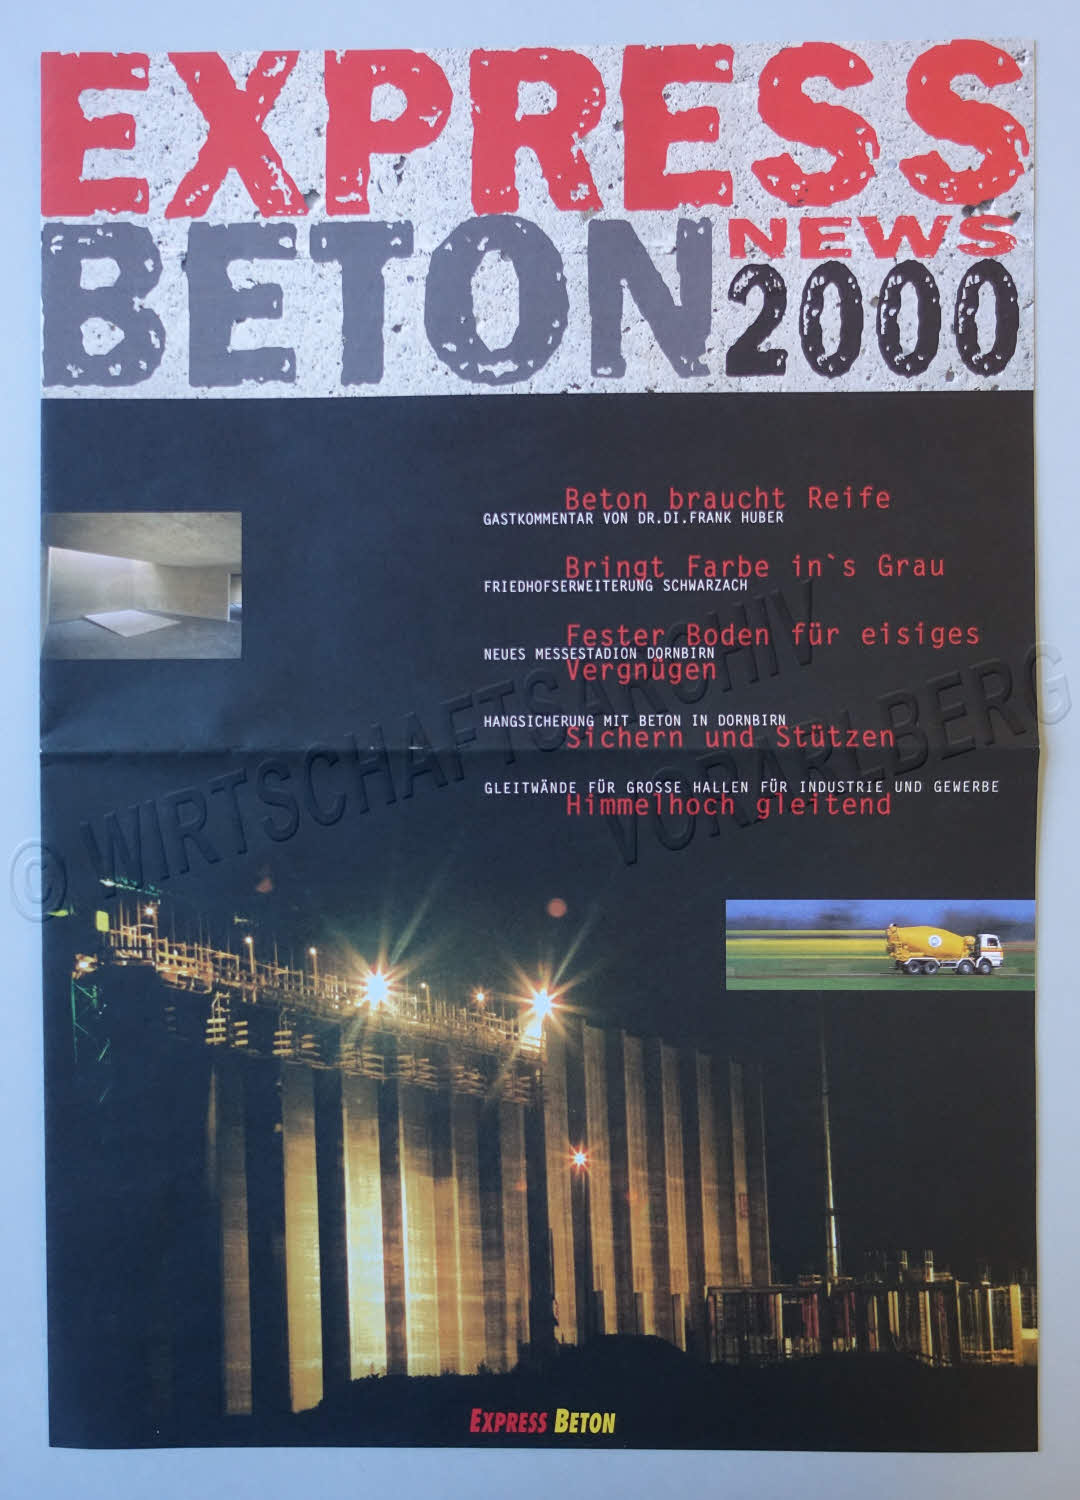 EXPRESS
BETON
NEWS
2000
Beton braucht Reife
GASTKOMMENTAR VON DR.DI.FRANK HUBER
Bringt Farbe in`s Grau
FRIEDHOFSERWEITERUNG SCHWARZACH
Fester Boden für eisiges
NEUES MESSESTADION DORNBIRN
Vergnügen
HANGSICHERUNG MIT BETON IN DORNBIRN
Sichern und Stützen
GLEITWÄNDE FÜR GROSSE HALLEN FÜR INDUSTRIE UND GEWERBE
Himmelhoch gleitend
© WIRTSCHAFTSARCHIV
VORARLBERG
EXPRESS BETON